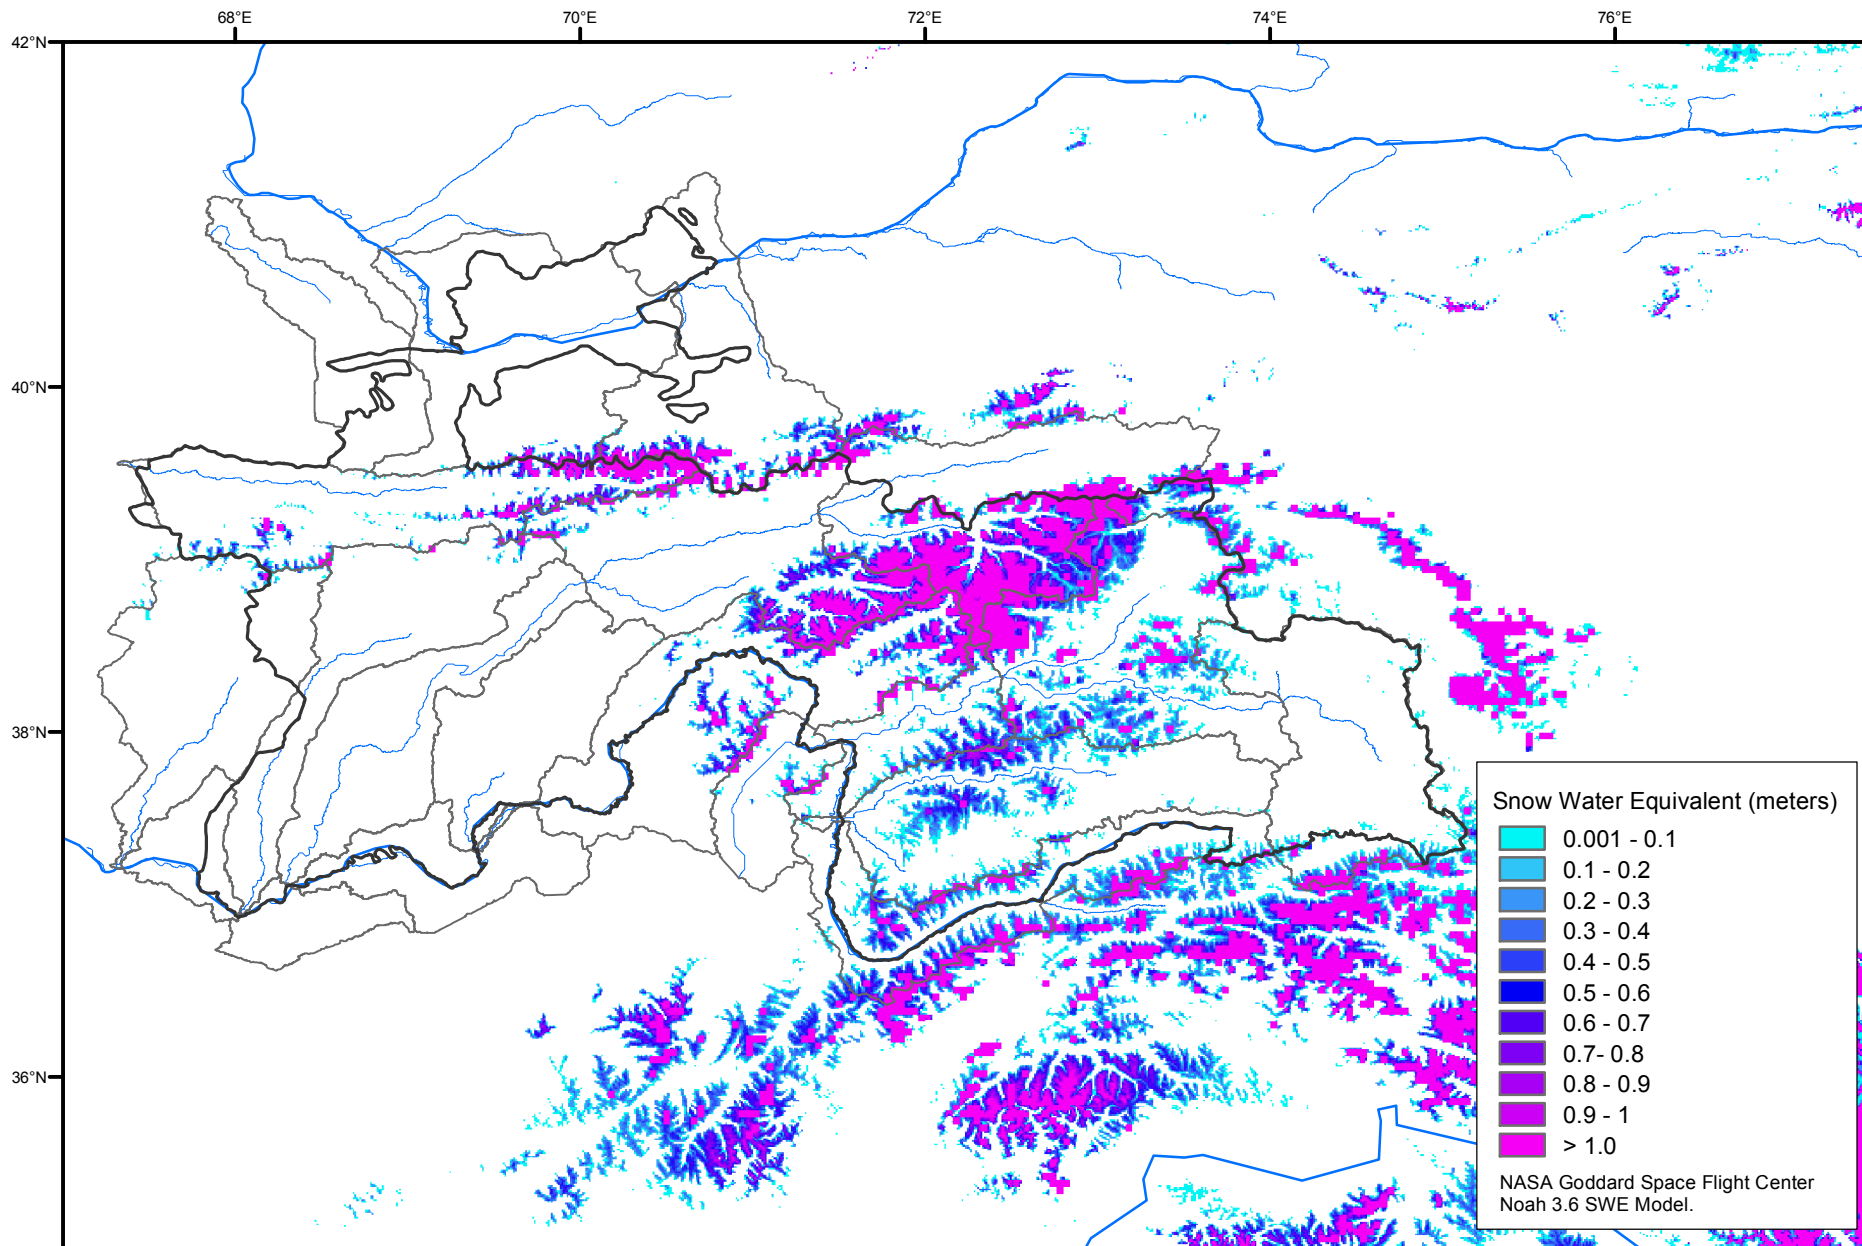 68°E 70°E 72°E 74°E 76°E
42°N
40°N
38°N
36°N
Snow Water Equivalent (meters)
0.001 - 0.1
0.1 - 0.2
0.2 - 0.3
0.3 - 0.4
0.4 - 0.5
0.5 - 0.6
0.6 - 0.7
0.7- 0.8
0.8 - 0.9
0.9 - 1
> 1.0
NASA Goddard Space Flight Center
Noah 3.6 SWE Model.